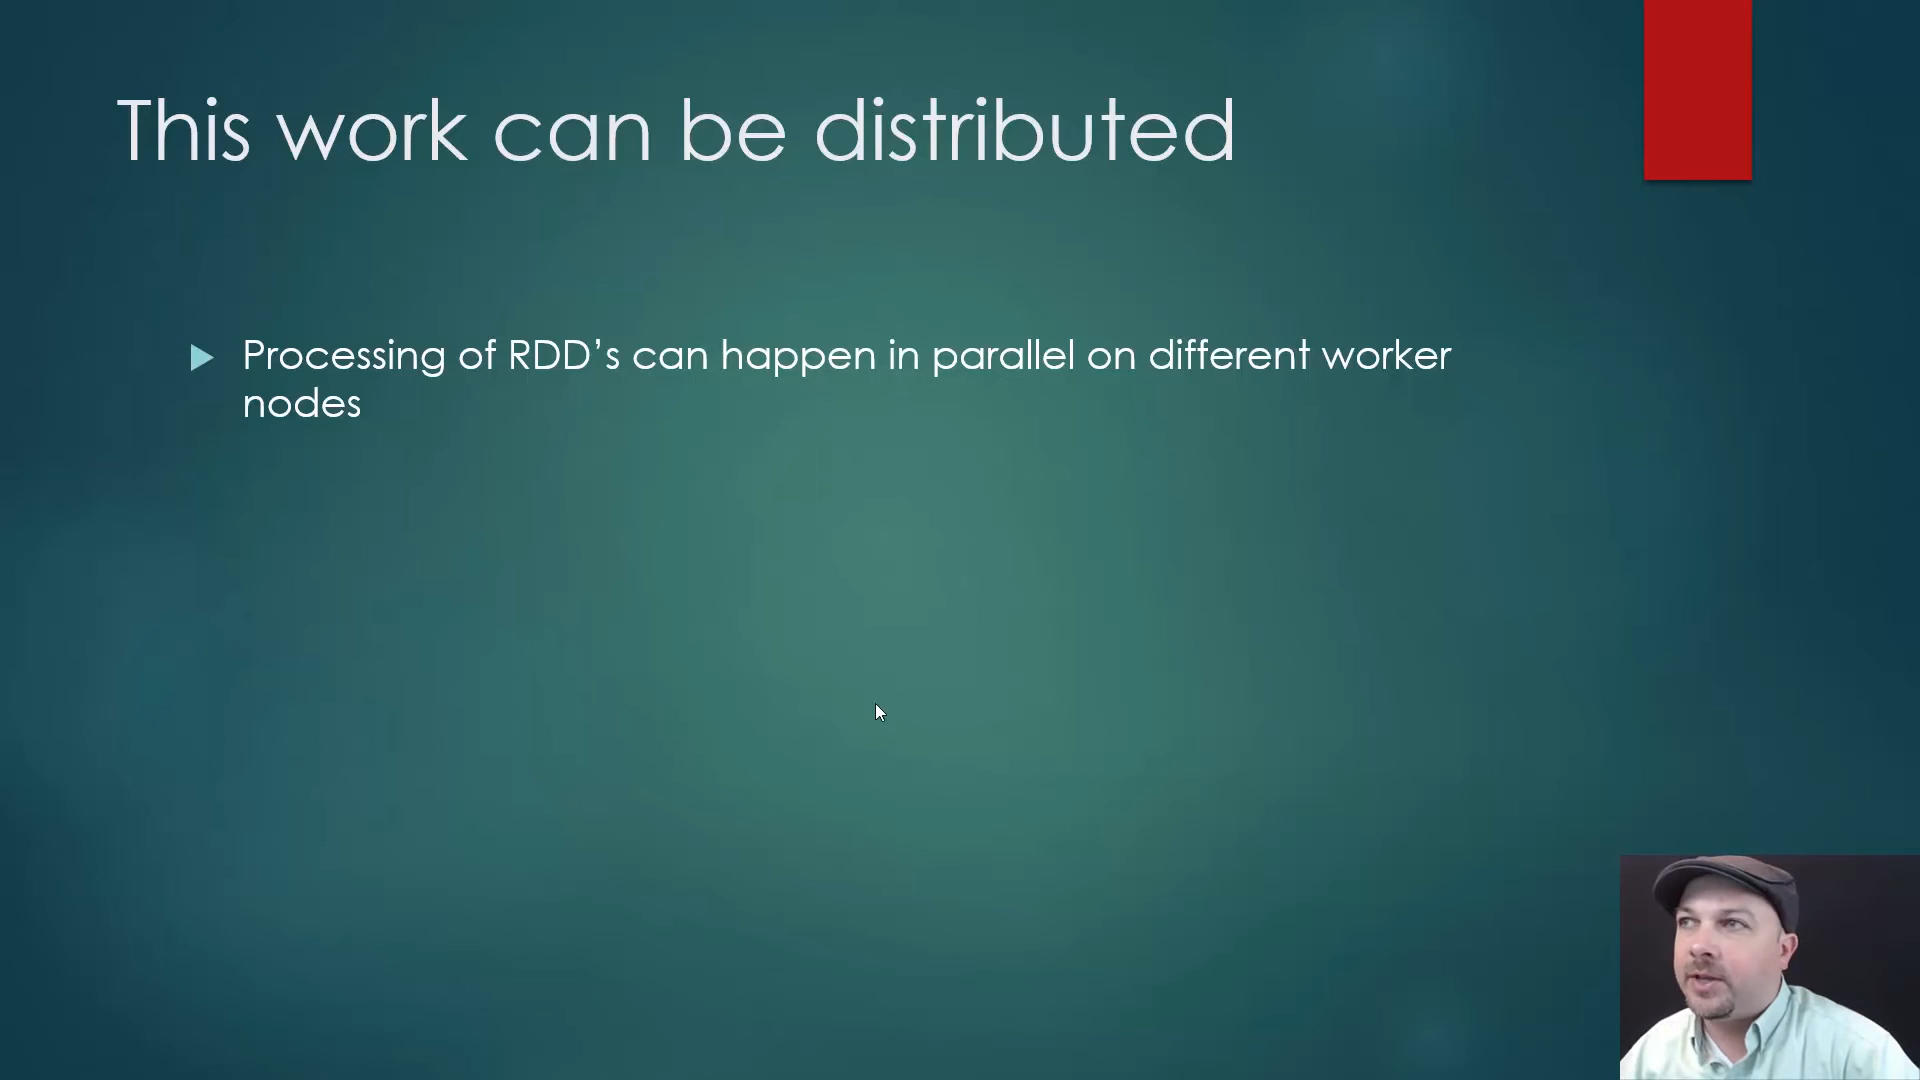 This work can be distributed
Processing of RDD’s can happen in parallel on different worker
nodes